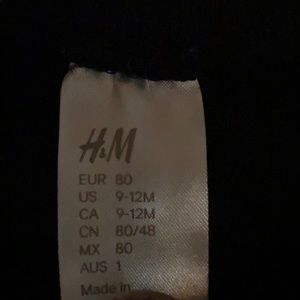 H&M
EUR 80
US 9-12M
CA 9-12M
CN 80/48
MX 80
AUS 1
Made in